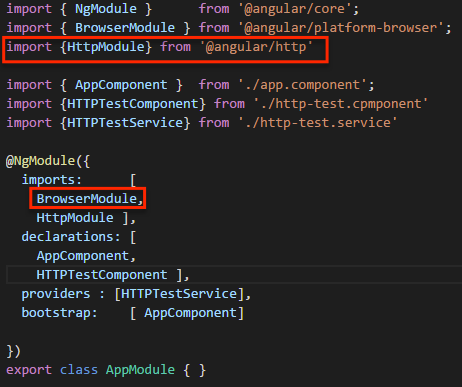 import { NgModule }      from '@angular/core';
import { BrowserModule } from '@angular/platform-browser';
import {HttpModule} from '@angular/http'
import { AppComponent }  from './app.component';
import {HTTPTestComponent} from './http-test.cpmponent'
import {HTTPTestService} from './http-test.service'
@NgModule({
  imports:      [
    BrowserModule,
    HttpModule ],
  declarations: [
    AppComponent,
    HTTPTestComponent ],
  providers : [HTTPTestService],
  bootstrap:    [ AppComponent]
})
export class AppModule { }